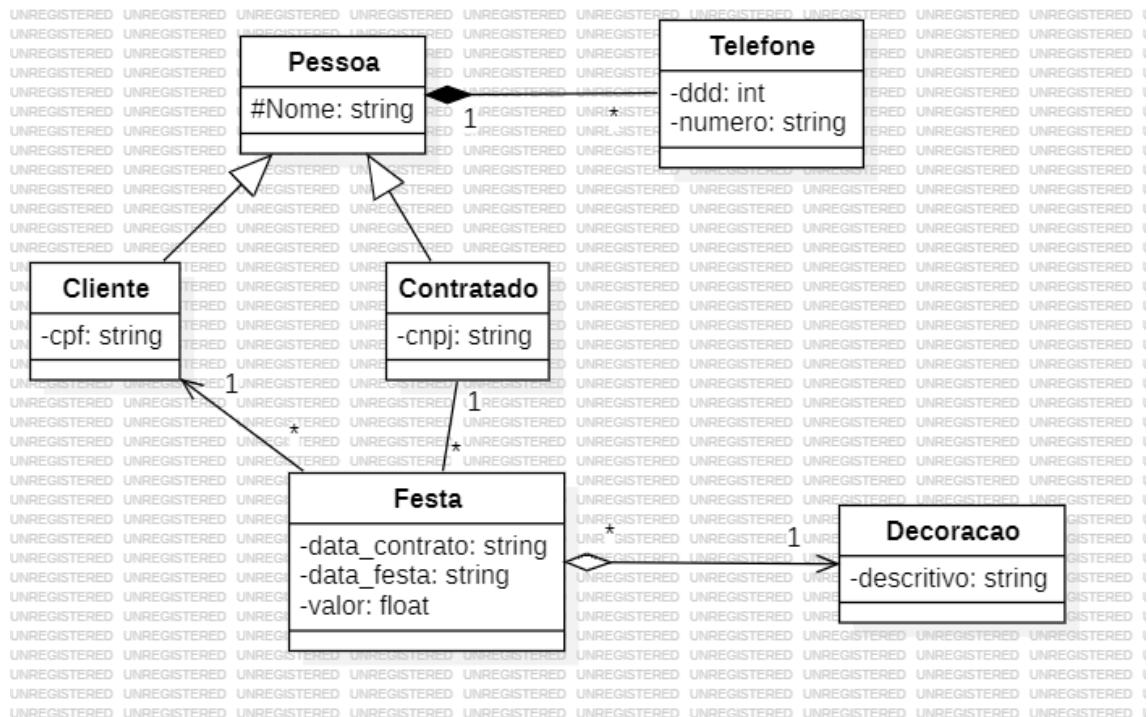 Pessoa
#Nome: string
1
*
Telefone
-ddd: int
-numero: string
Cliente
-cpf: string
Contratado
-cnpj: string
1
*
1
*
Festa
-data_contrato: string
-data_festa: string
-valor: float
*
1
Decoracao
-descritivo: string
UNREGISTERED